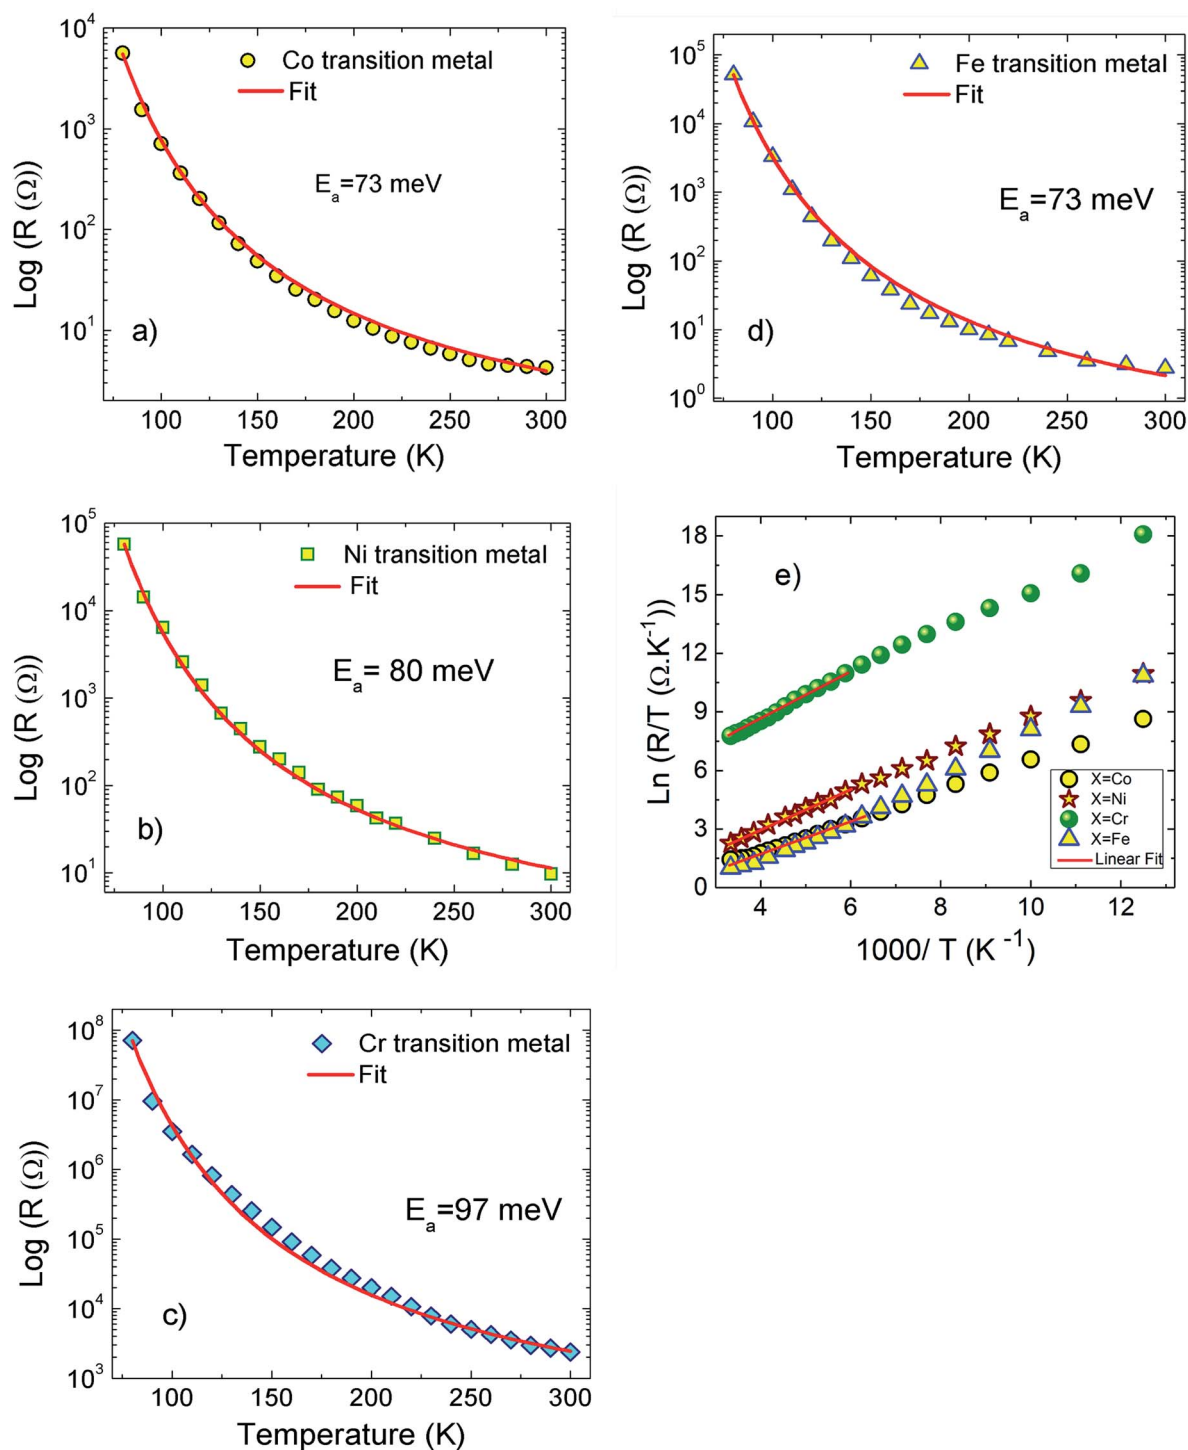 Co transition metal
Fit
E_a=73 meV
a)
Log (R (Ω))
10^4
10^3
10^2
10^1
100 150 200 250 300
Temperature (K)
Fe transition metal
Fit
E_a=73 meV
d)
Log (R (Ω))
10^5
10^4
10^3
10^2
10^1
10^0
100 150 200 250 300
Temperature (K)
Ni transition metal
Fit
E_a= 80 meV
b)
Log (R (Ω))
10^5
10^4
10^3
10^2
10^1
100 150 200 250 300
Temperature (K)
e)
Ln (R/T (Ω.K^-1))
18
15
12
9
6
3
0
X=Co
X=Ni
X=Cr
X=Fe
Linear Fit
4 6 8 10 12
1000/ T (K^-1)
Cr transition metal
Fit
E_a=97 meV
c)
Log (R (Ω))
10^8
10^7
10^6
10^5
10^4
10^3
100 150 200 250 300
Temperature (K)